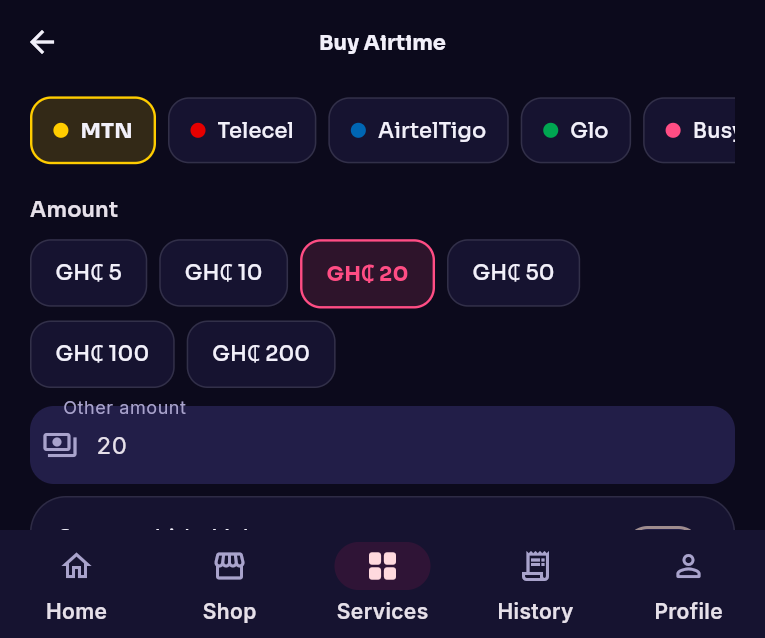 Buy Airtime
MTN Telecel AirtelTigo Glo Busy
Amount
GH₵ 5 GH₵ 10 GH₵ 20 GH₵ 50
GH₵ 100 GH₵ 200
Other amount
20
Home Shop Services History Profile